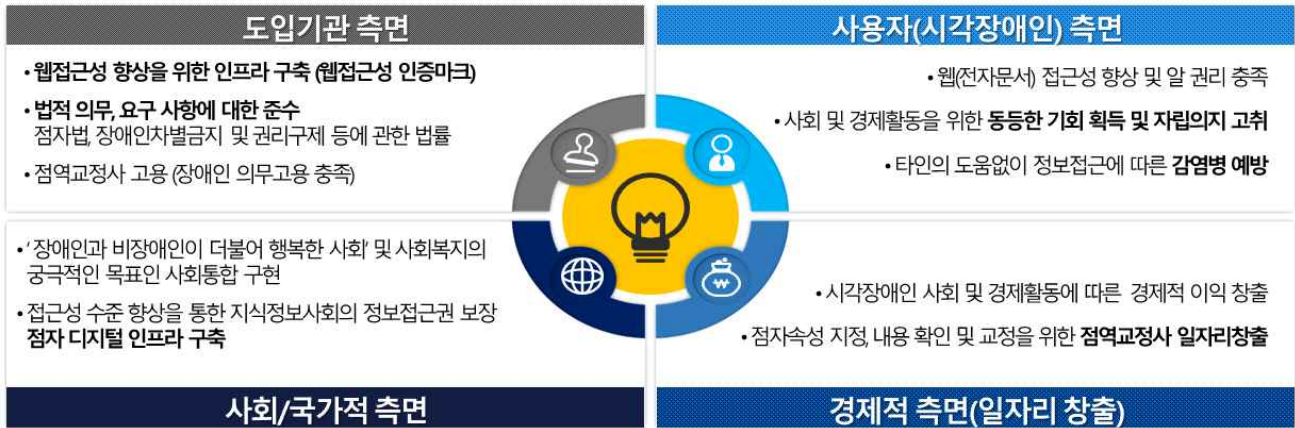 도입기관 측면
• 웹접근성 향상을 위한 인프라 구축 (웹접근성 인증마크)
• 법적 의무, 요구 사항에 대한 준수
점자법, 장애인차별금지 및 권리구제 등에 관한 법률
• 점역교정사 고용 (장애인 의무고용 충족)
사용자(시각장애인) 측면
• 웹(전자문서) 접근성 향상 및 알 권리 충족
• 사회 및 경제활동을 위한 동등한 기회 획득 및 자립의지 고취
• 타인의 도움없이 정보접근에 따른 감염병 예방
• ‘장애인과 비장애인이 더불어 행복한 사회’ 및 사회복지의
궁극적인 목표인 사회통합 구현
• 접근성 수준 향상을 통한 지식정보사회의 정보접근권 보장
점자 디지털 인프라 구축
사회/국가적 측면
₩
• 시각장애인 사회 및 경제활동에 따른 경제적 이익 창출
• 점자속성 지정, 내용 확인 및 교정을 위한 점역교정사 일자리창출
경제적 측면(일자리 창출)